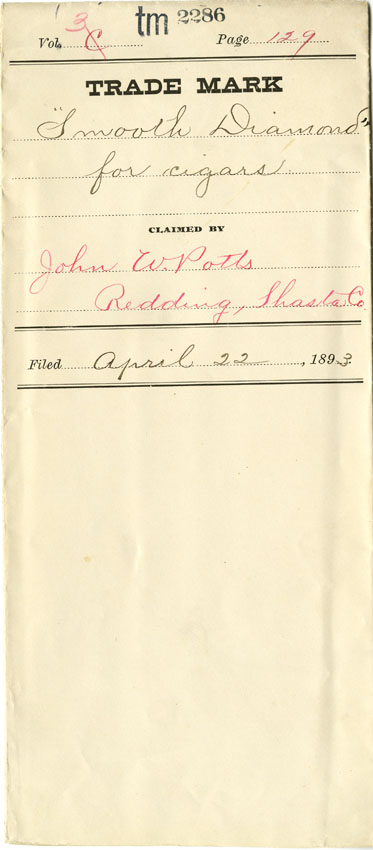 tm 2286
Vol. 3 C Page 129
TRADE MARK
"Smooth Diamond"
for cigars
CLAIMED BY
John W. Potts
Redding, Shasta Co
Filed April 22, 1893